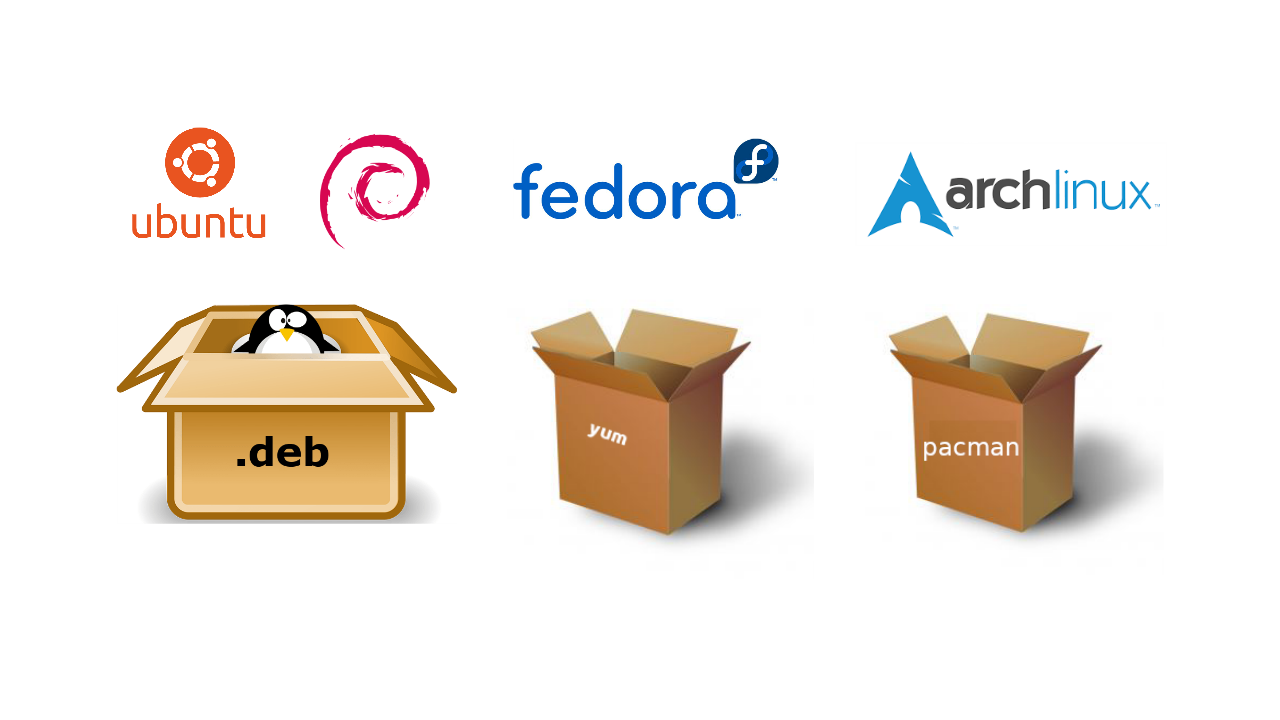 ubuntu
fedora
archlinux
.deb
yum
pacman